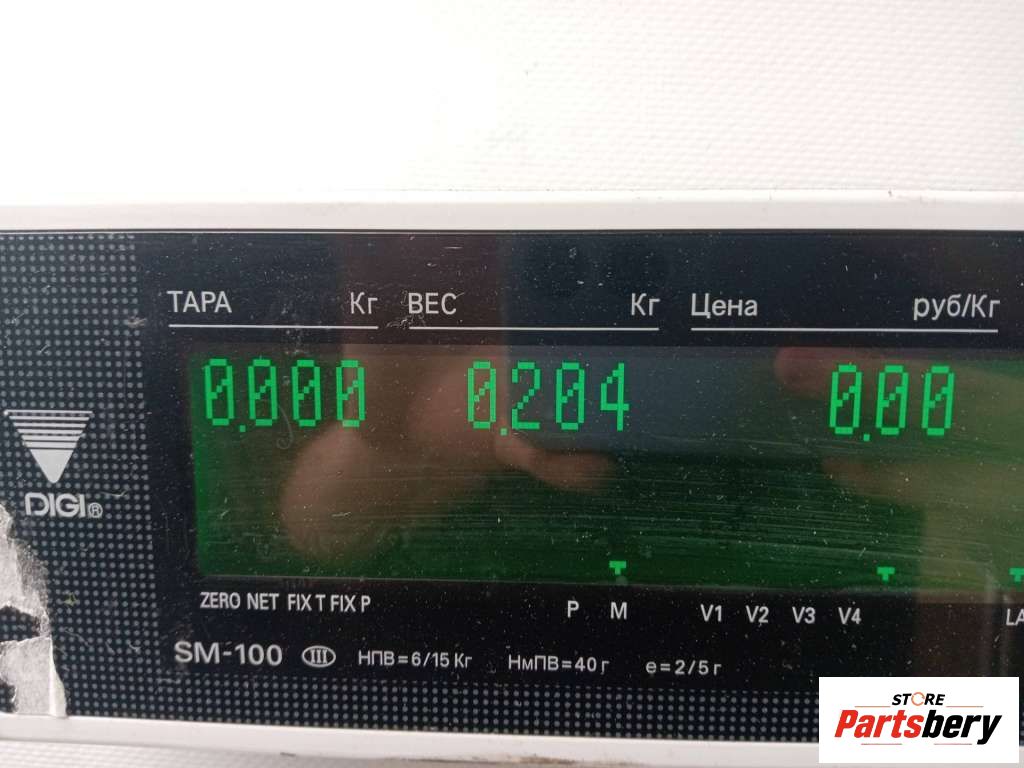 ТАРА Кг ВЕС Кг Цена руб/Кг
0.000 0.204 0.00
DIGI®
ZERO NET FIX T FIX P P M V1 V2 V3 V4
SM-100 III НПВ=6/15 Кг НмПВ=40 г e=2/5 г
STORE
Partsbery